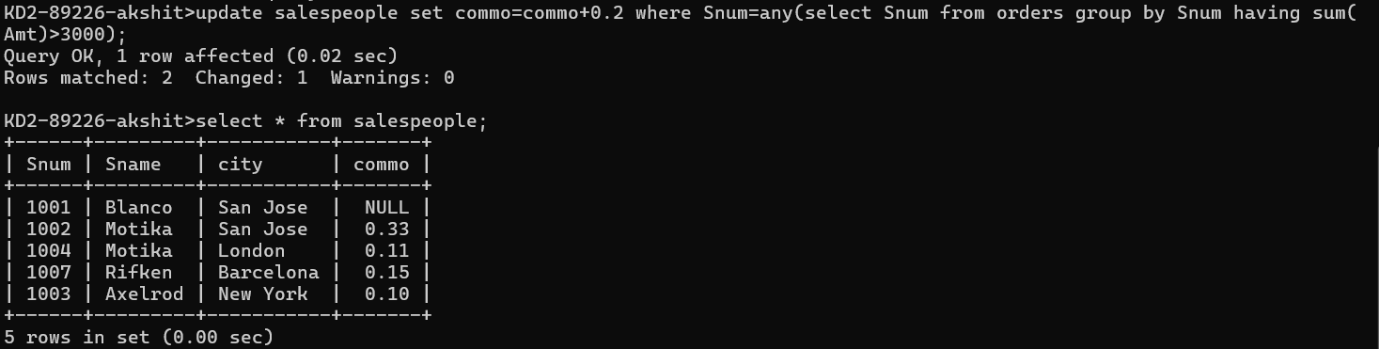 KD2-89226-akshit>update salespeople set commo=commo+0.2 where Snum=any(select Snum from orders group by Snum having sum(
Amt)>3000);
Query OK, 1 row affected (0.02 sec)
Rows matched: 2  Changed: 1  Warnings: 0

KD2-89226-akshit>select * from salespeople;
+------+---------+-----------+-------+
| Snum | Sname   | city      | commo |
+------+---------+-----------+-------+
| 1001 | Blanco  | San Jose  |  NULL |
| 1002 | Motika  | San Jose  |  0.33 |
| 1004 | Motika  | London    |  0.11 |
| 1007 | Rifken  | Barcelona |  0.15 |
| 1003 | Axelrod | New York  |  0.10 |
+------+---------+-----------+-------+
5 rows in set (0.00 sec)